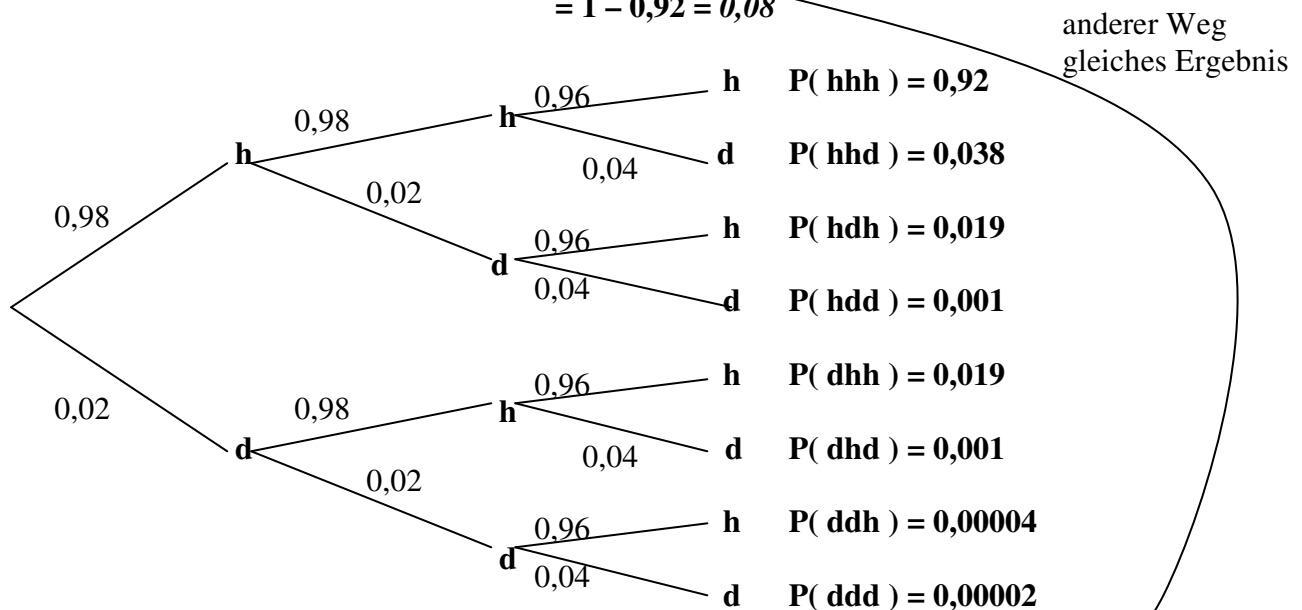 = 1 – 0,92 = 0,08
anderer Weg
gleiches Ergebnis
h P( hhh ) = 0,92
0,96
h
0,98
d P( hhd ) = 0,038
h
0,04
0,02
0,98
h P( hdh ) = 0,019
0,96
d
0,04
d P( hdd ) = 0,001
h P( dhh ) = 0,019
0,96
0,02
0,98
h
d
d P( dhd ) = 0,001
0,04
0,02
h P( ddh ) = 0,00004
0,96
d
0,04
d P( ddd ) = 0,00002